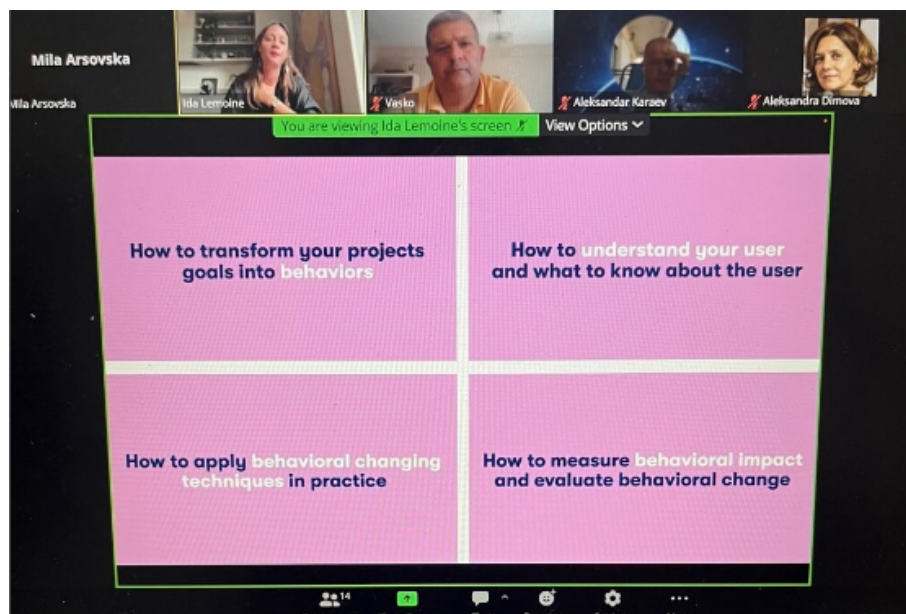 Mila Arsovska
Mila Arsovska
Ida Lemoine
Vasko
Aleksandar Karaev
Aleksandra Dimova
You are viewing Ida Lemoine's screen
View Options
How to transform your projects
goals into behaviors
How to understand your user
and what to know about the user
How to apply behavioral changing
techniques in practice
How to measure behavioral impact
and evaluate behavioral change
14